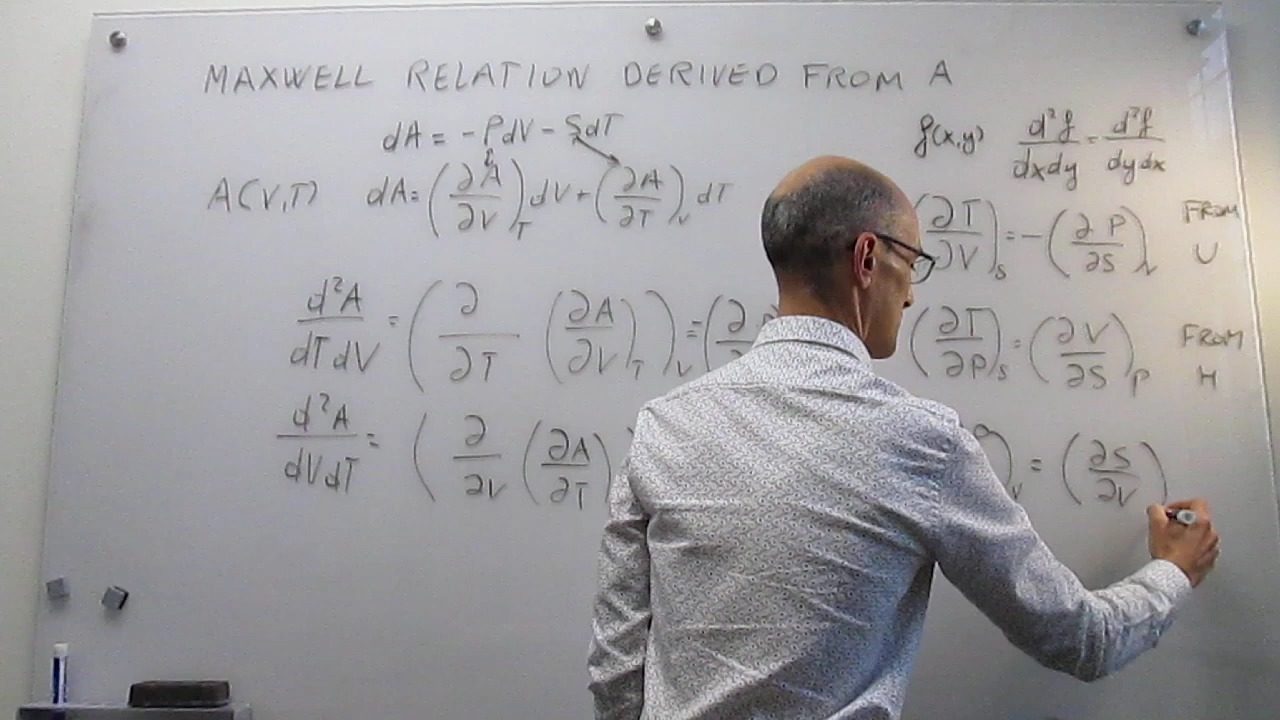 MAXWELL RELATION DERIVED FROM A
dA = -PdV - SdT
f(x,y) d²f/dxdy = d²f/dydx
A(V,T) dA = (∂A/∂V)_T dV + (∂A/∂T)_V dT
∂T/∂V)_S = -(∂P/∂S)_V FROM U
d²A/dTdV = (∂/∂T (∂A/∂V)_T)_V = (∂
(∂T/∂P)_S = (∂V/∂S)_P FROM H
d²A/dVdT = (∂/∂V (∂A/∂T)
)_V = (∂S/∂V)